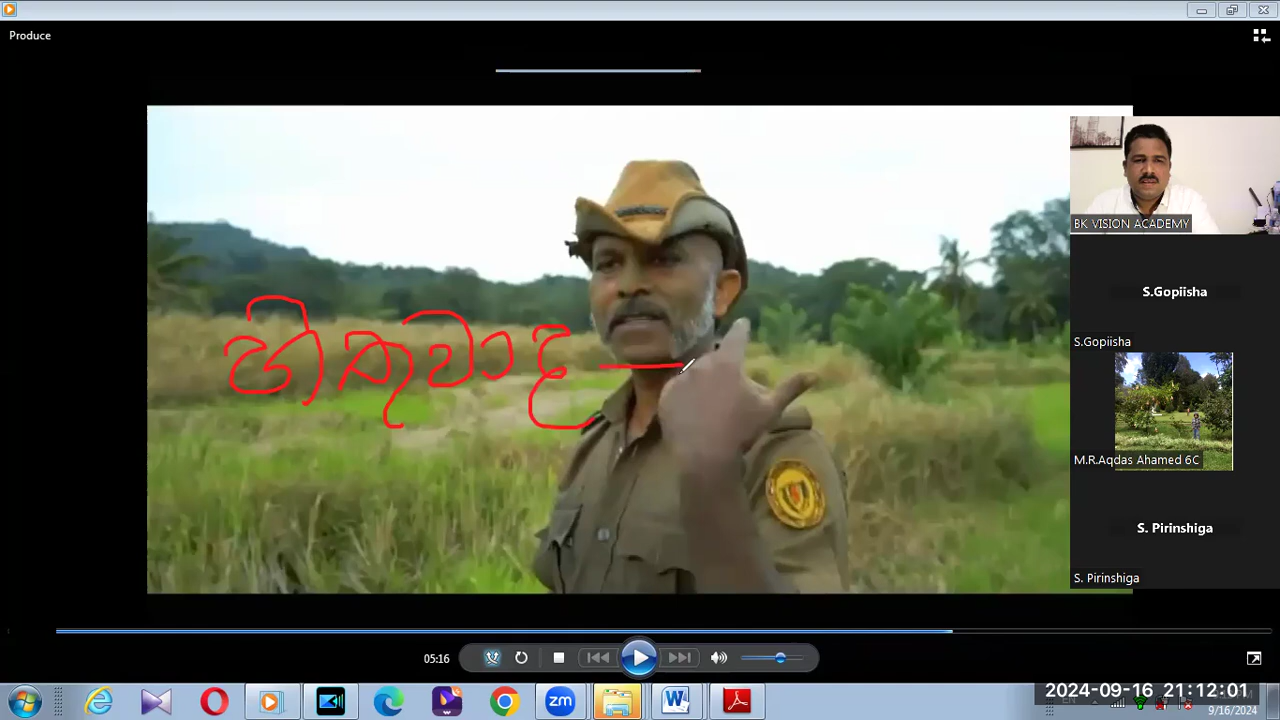 Produce
හිතුවාද
BK VISION ACADEMY
S.Gopiisha
S.Gopiisha
M.R.Aqdas Ahamed 6C
S. Pirinshiga
S. Pirinshiga
05:16
zm
2024-09-16 21:12:01
9/16/2024